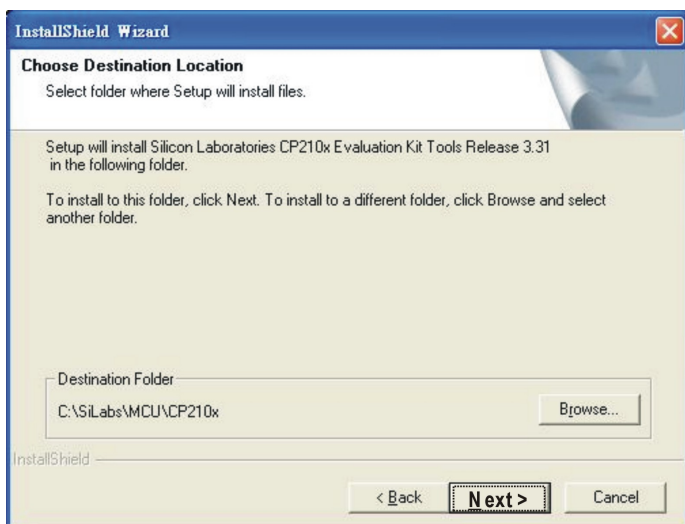 InstallShield Wizard
Choose Destination Location
Select folder where Setup will install files.
Setup will install Silicon Laboratories CP210x Evaluation Kit Tools Release 3.31
in the following folder.
To install to this folder, click Next. To install to a different folder, click Browse and select
another folder.
Destination Folder
C:\SiLabs\MCU\CP210x
Browse...
InstallShield
< Back
Next >
Cancel